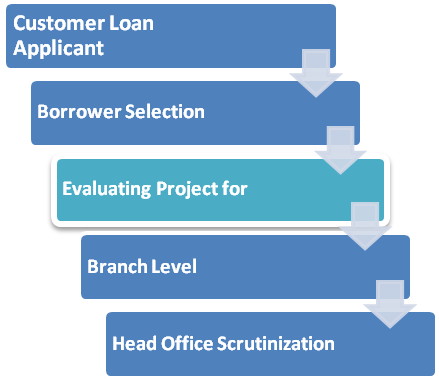 Customer Loan
Applicant
Borrower Selection
Evaluating Project for
Branch Level
Head Office Scrutinization